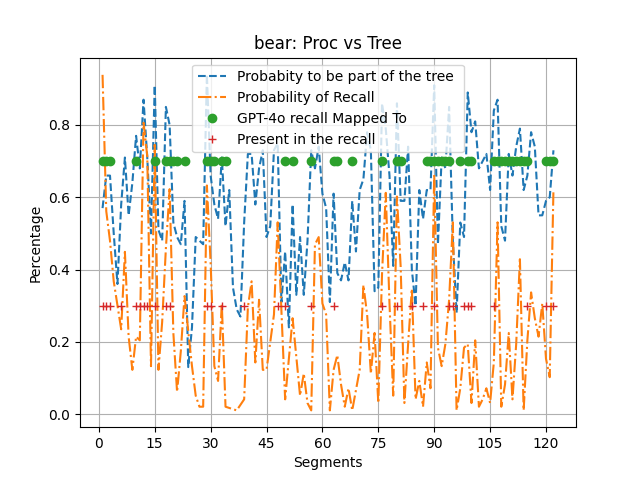 bear: Proc vs Tree
Probabity to be part of the tree
Probability of Recall
GPT-4o recall Mapped To
Present in the recall
Percentage
0.8
0.6
0.4
0.2
0.0
0 15 30 45 60 75 90 105 120
Segments